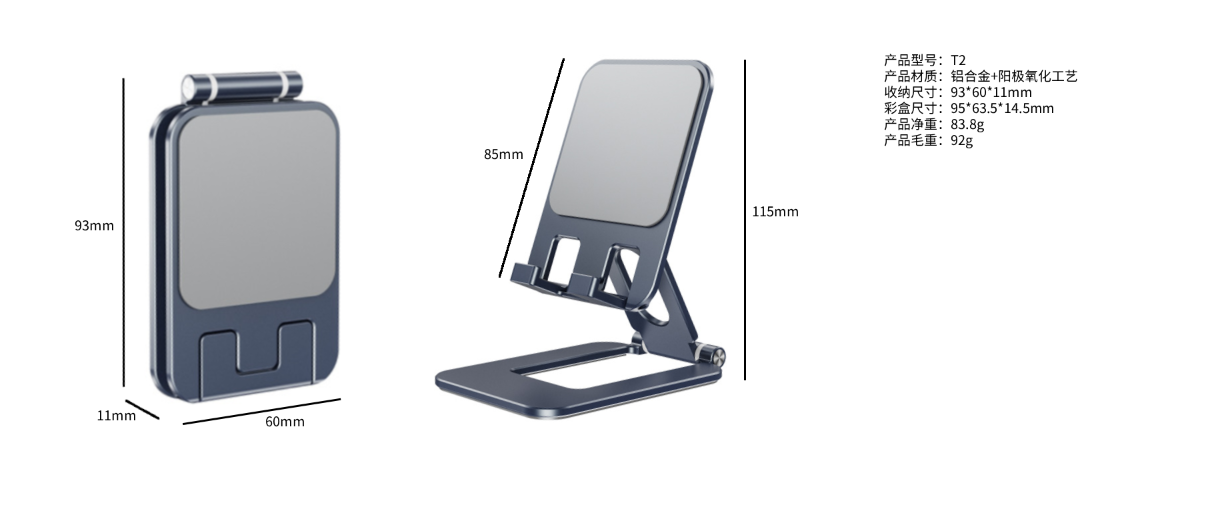 93mm
11mm
60mm
85mm
115mm
产品型号：T2
产品材质：铝合金+阳极氧化工艺
收纳尺寸：93*60*11mm
彩盒尺寸：95*63.5*14.5mm
产品净重：83.8g
产品毛重：92g